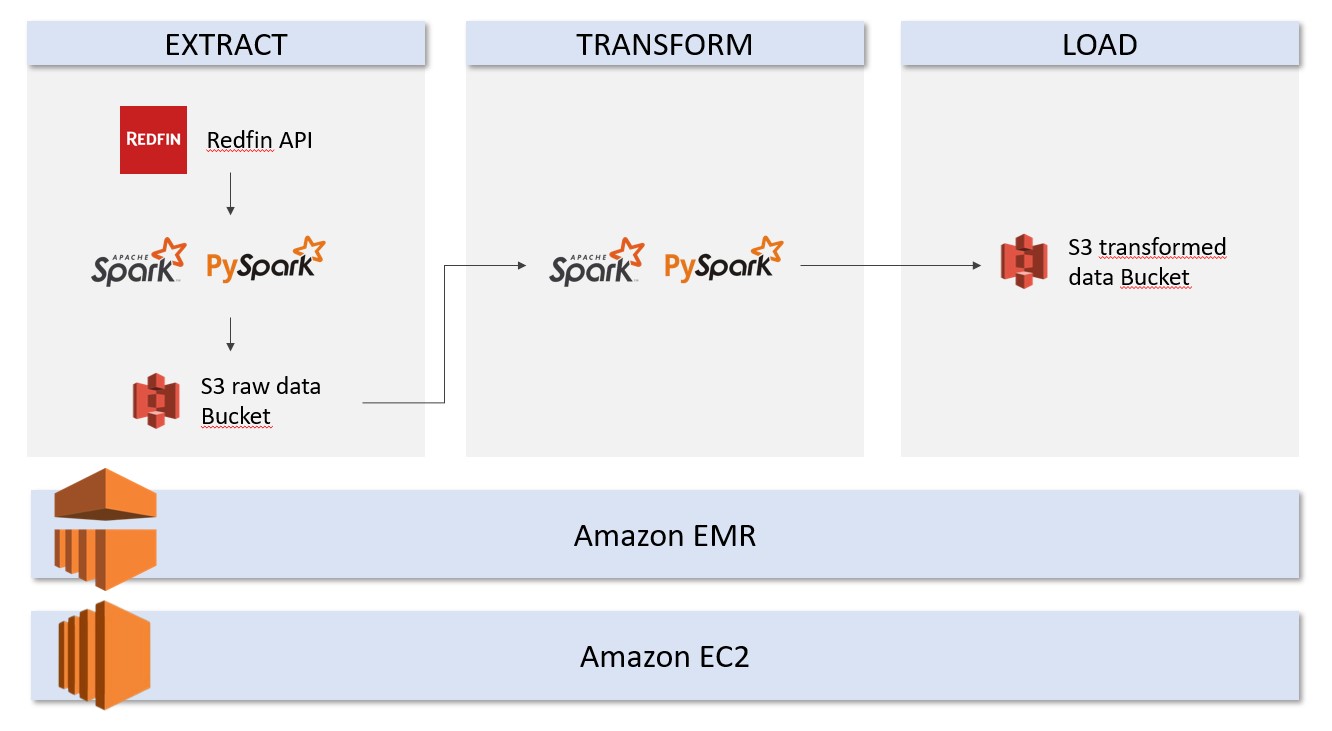 EXTRACT
REDFIN
Redfin API
APACHE
Spark
PySpark
S3 raw data
Bucket
TRANSFORM
APACHE
Spark
PySpark
LOAD
S3 transformed
data Bucket
Amazon EMR
Amazon EC2